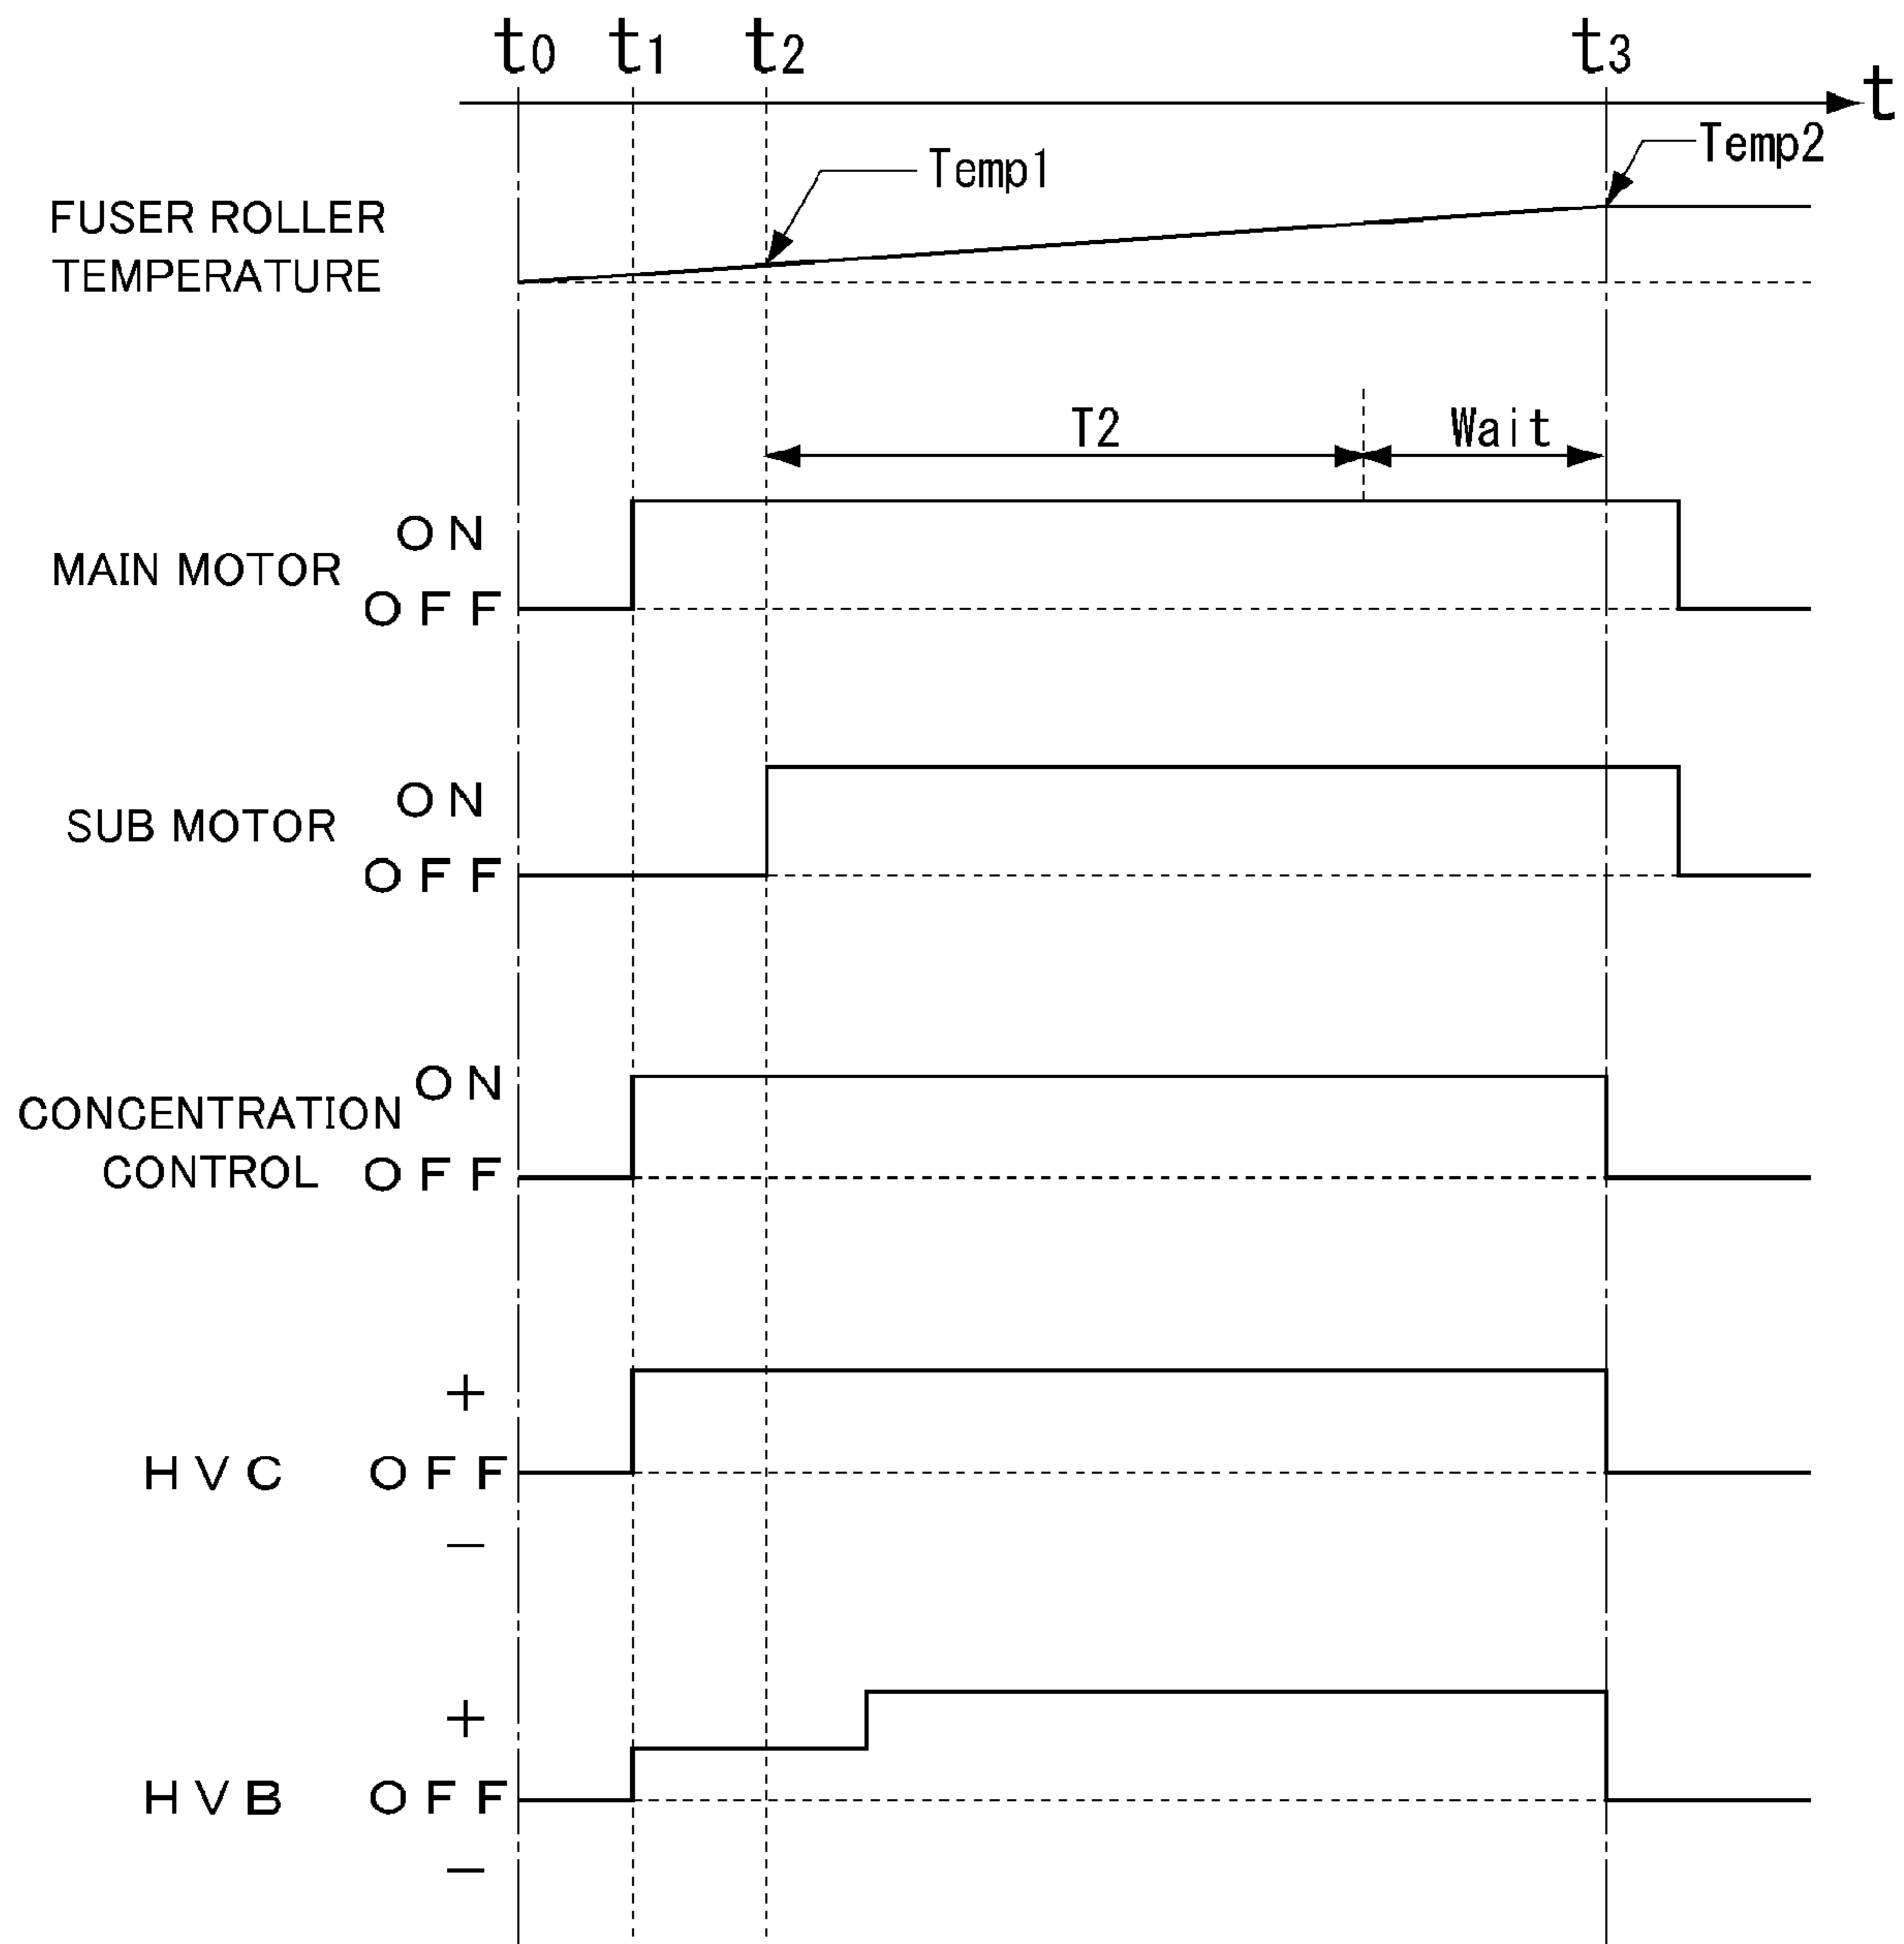 t0 t1 t2 t3
t
Temp1
Temp2
FUSER ROLLER
TEMPERATURE
T2
Wait
ON
MAIN MOTOR
OFF
ON
SUB MOTOR
OFF
ON
CONCENTRATION
CONTROL OFF
+
HVC OFF
−
+
HVB OFF
−